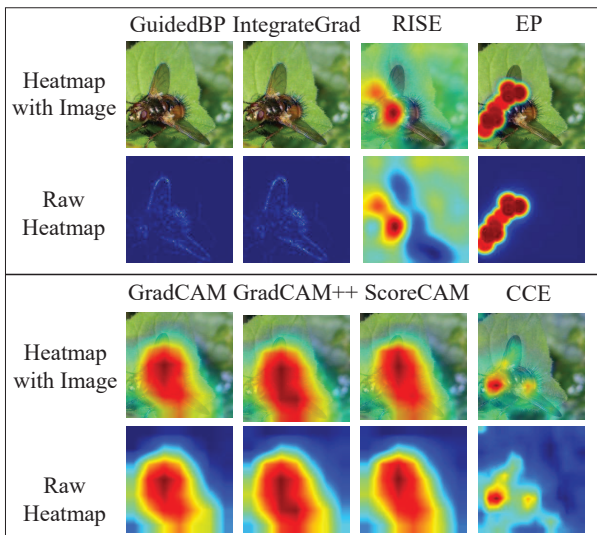 GuidedBP IntegrateGrad RISE EP
Heatmap
with Image
Raw
Heatmap
GradCAM GradCAM++ ScoreCAM CCE
Heatmap
with Image
Raw
Heatmap